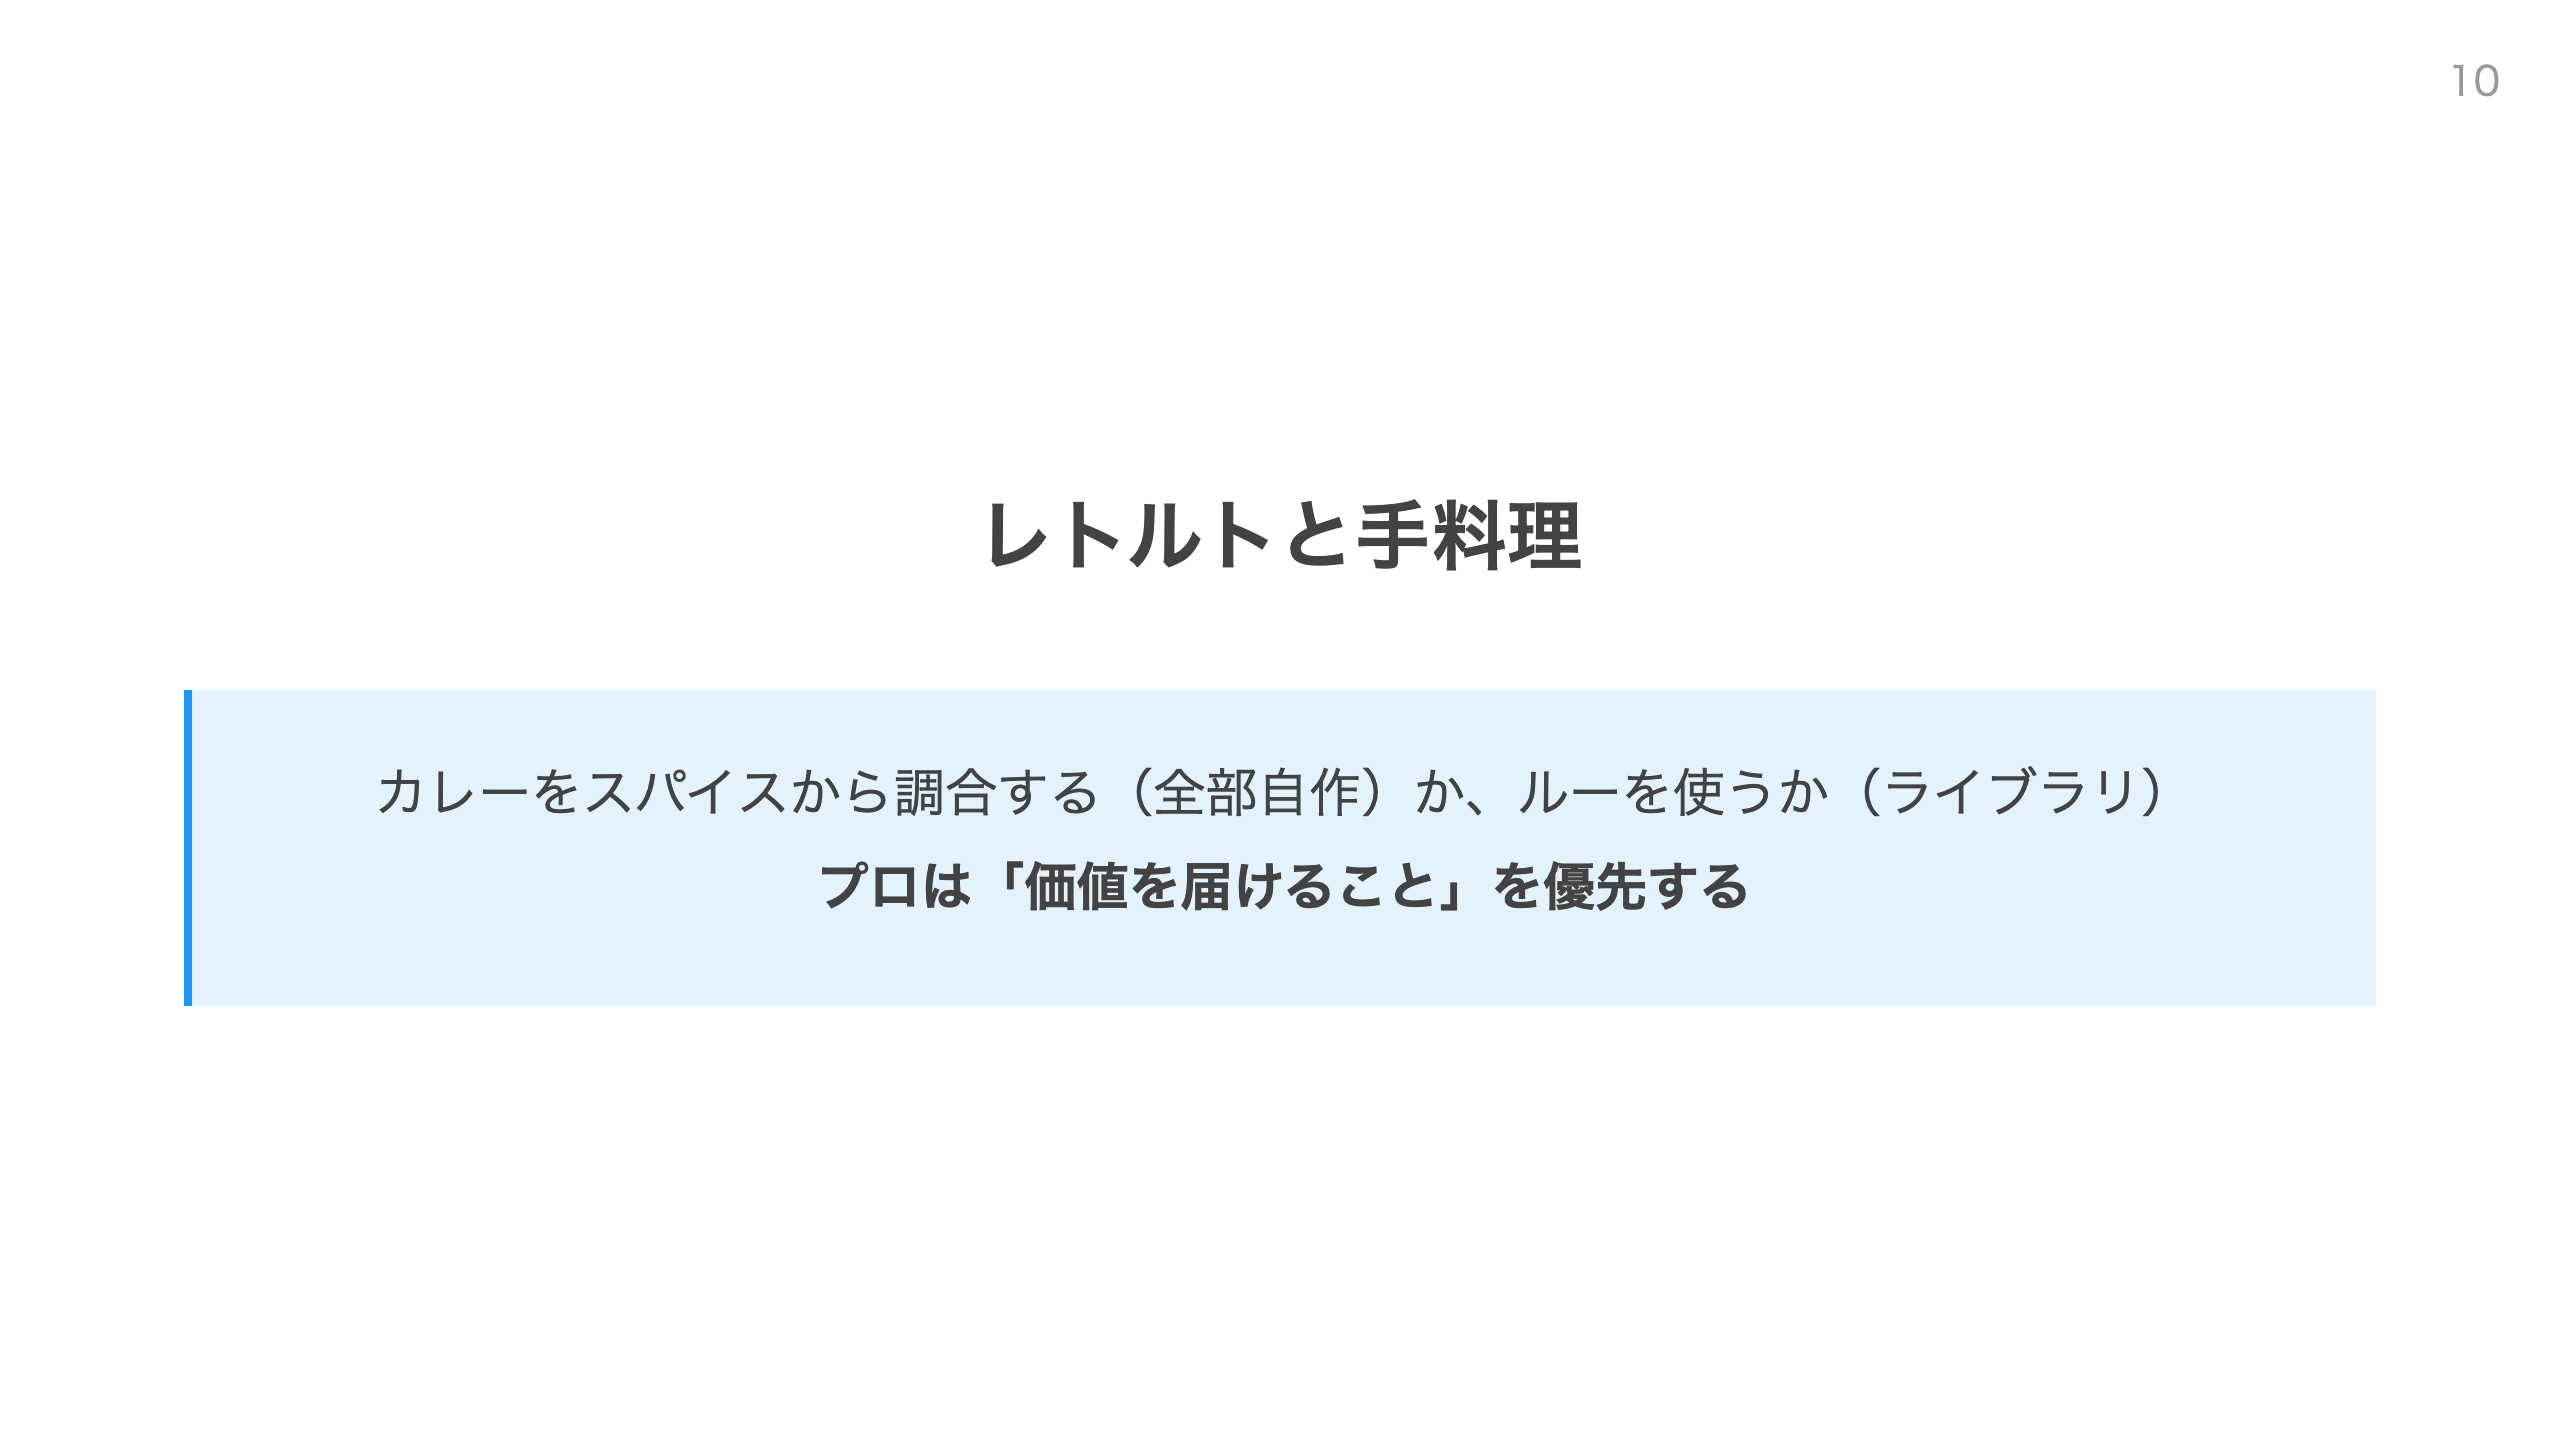 10
レトルトと手料理
カレーをスパイスから調合する（全部自作）か、ルーを使うか（ライブラリ）
プロは「価値を届けること」を優先する